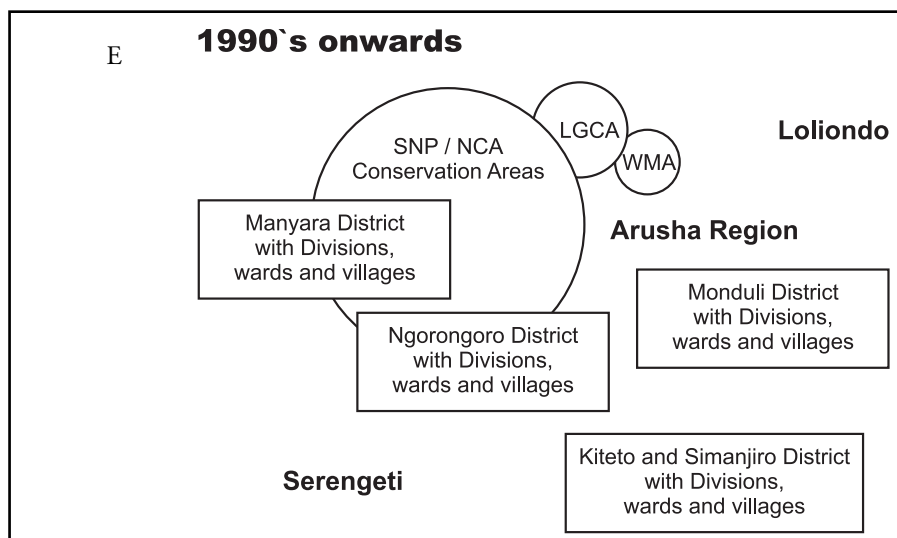 E
1990`s onwards
LGCA
Loliondo
SNP / NCA
Conservation Areas
WMA
Manyara District
with Divisions,
wards and villages
Arusha Region
Monduli District
with Divisions,
wards and villages
Ngorongoro District
with Divisions,
wards and villages
Kiteto and Simanjiro District
with Divisions,
wards and villages
Serengeti